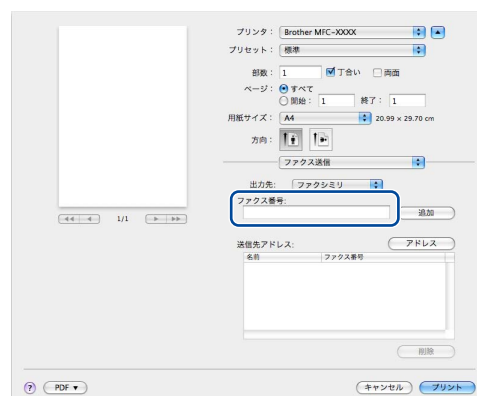 プリンタ： Brother MFC-XXXX
プリセット： 標準
部数： 1 丁合い 両面
ページ： すべて
開始： 1 終了： 1
用紙サイズ： A4 20.99 x 29.70 cm
方向：
ファクス送信
出力先: ファクシミリ
ファクス番号:
追加
1/1
送信先アドレス: アドレス
名前 ファクス番号
削除
? PDF▼ キャンセル プリント